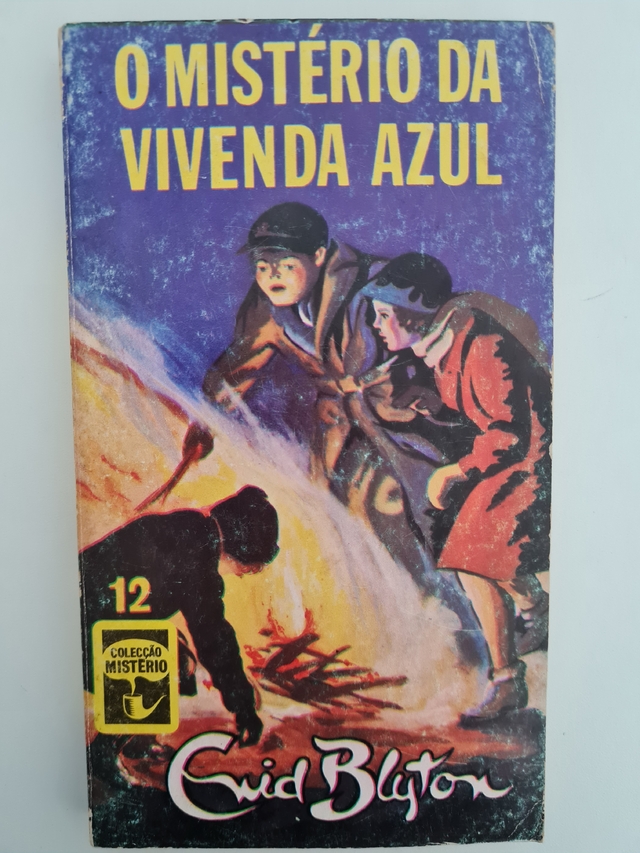 O MISTÉRIO DA
VIVENDA AZUL
12
COLECÇÃO
MISTÉRIO
Enid Blyton